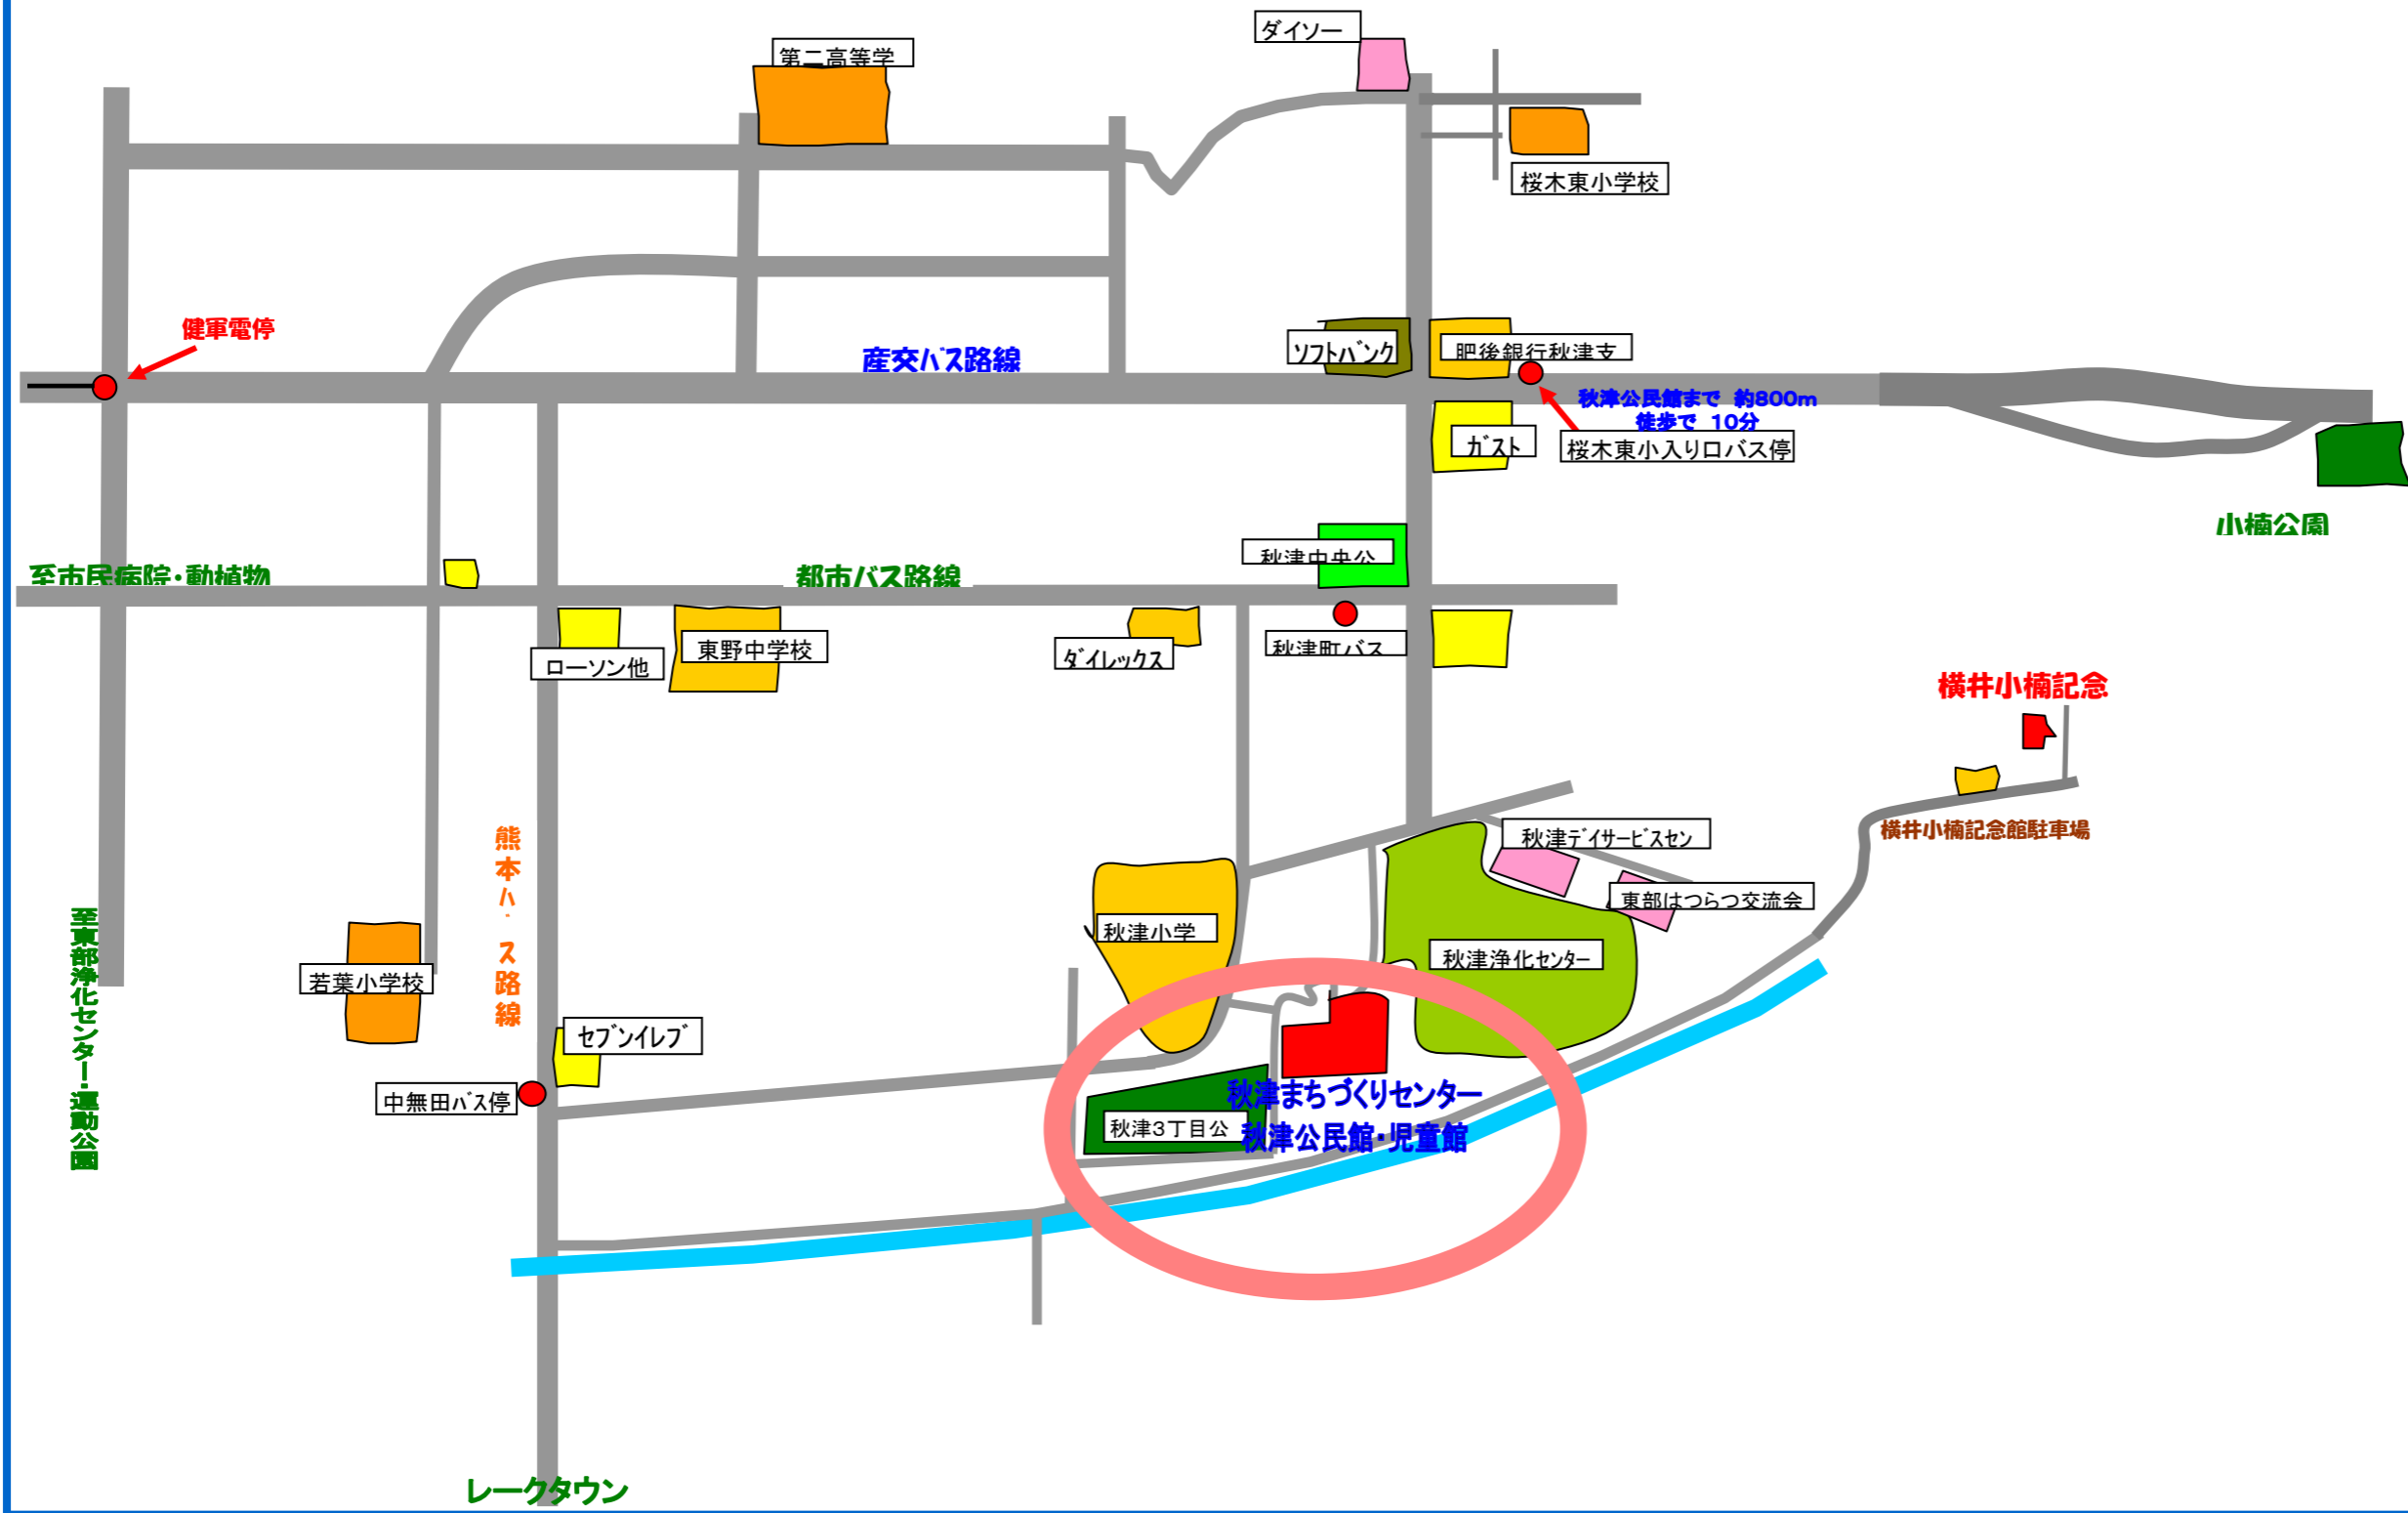 ダイソー
第二高等学
桜木東小学校
健軍電停
産交バス路線
ソフトバンク
肥後銀行秋津支
秋津公民館まで 約800m
徒歩で 10分
ガスト
桜木東小入り口バス停
小楠公園
秋津中央公
至市民病院・動植物
都市バス路線
ローソン他
東野中学校
ダイレックス
秋津町バス
横井小楠記念
横井小楠記念館駐車場
熊本バス路線
秋津デイサービスセン
東部はつらつ交流会
至東部浄化センター・運動公園
秋津小学
秋津浄化センター
若葉小学校
セブンイレブ
中無田バス停
秋津まちづくりセンター
秋津3丁目公
秋津公民館・児童館
レークタウン